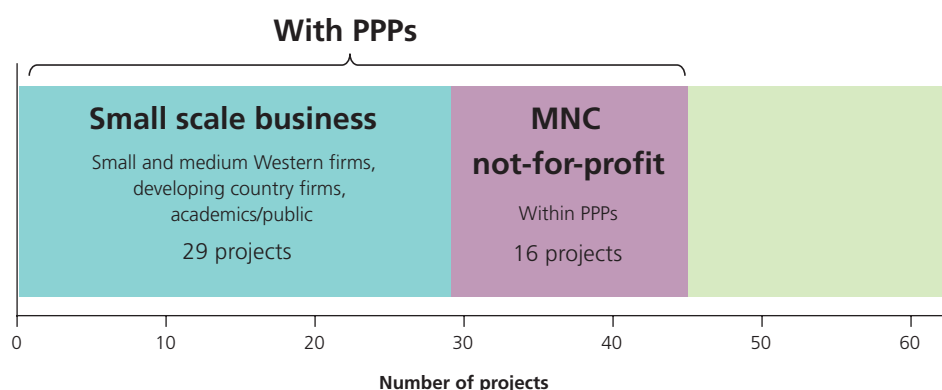 With PPPs
Small scale business
Small and medium Western firms,
developing country firms,
academics/public
29 projects
MNC
not-for-profit
Within PPPs
16 projects
0 10 20 30 40 50 60
Number of projects